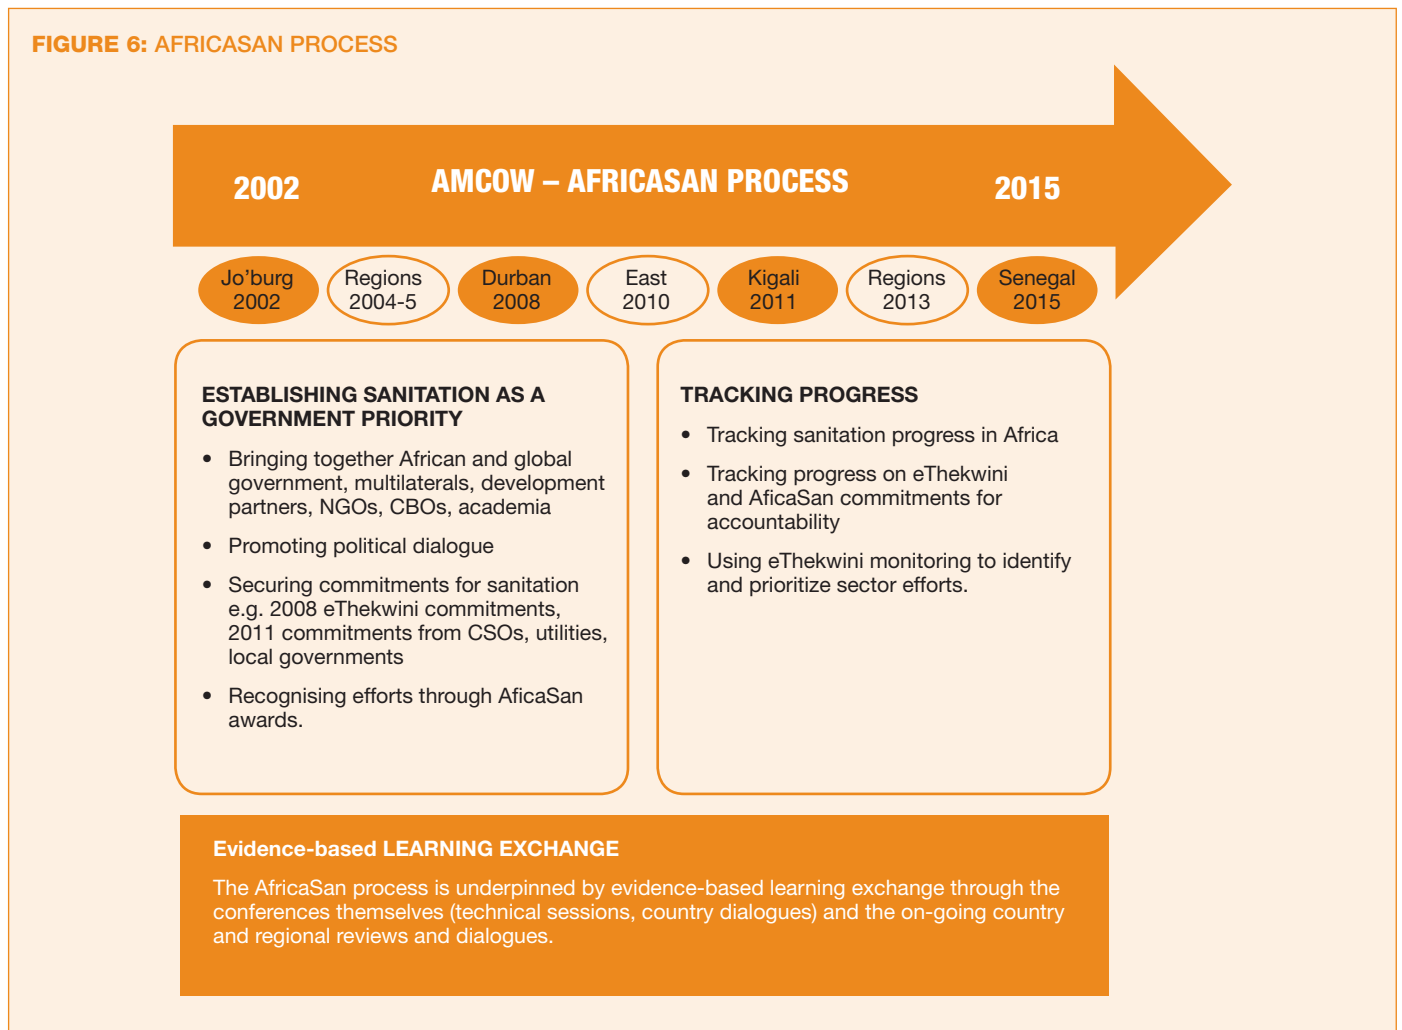 FIGURE 6: AFRICASAN PROCESS
2002
AMCOW – AFRICASAN PROCESS
2015
Jo’burg
2002
Regions
2004-5
Durban
2008
East
2010
Kigali
2011
Regions
2013
Senegal
2015
ESTABLISHING SANITATION AS A
GOVERNMENT PRIORITY
• Bringing together African and global
government, multilaterals, development
partners, NGOs, CBOs, academia
• Promoting political dialogue
• Securing commitments for sanitation
e.g. 2008 eThekwini commitments,
2011 commitments from CSOs, utilities,
local governments
• Recognising efforts through AficaSan
awards.
TRACKING PROGRESS
• Tracking sanitation progress in Africa
• Tracking progress on eThekwini
and AficaSan commitments for
accountability
• Using eThekwini monitoring to identify
and prioritize sector efforts.
Evidence-based LEARNING EXCHANGE
The AfricaSan process is underpinned by evidence-based learning exchange through the
conferences themselves (technical sessions, country dialogues) and the on-going country
and regional reviews and dialogues.